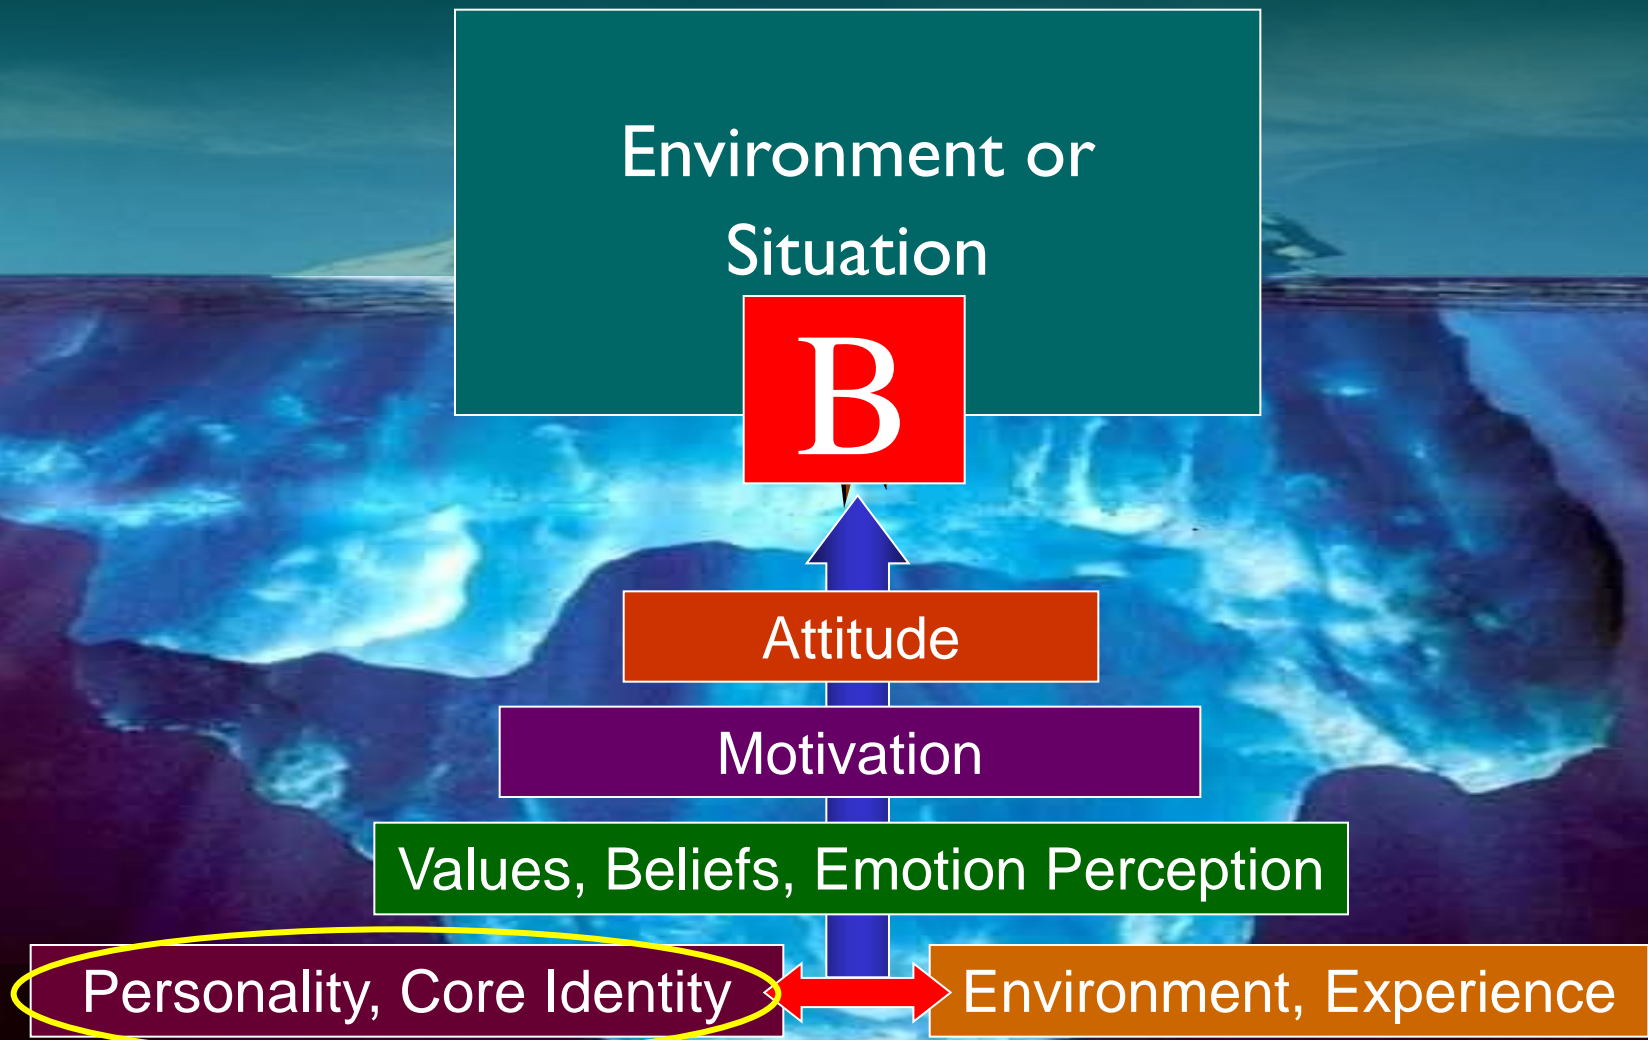 Environment or
Situation
B
Attitude
Motivation
Values, Beliefs, Emotion Perception
Personality, Core Identity
Environment, Experience